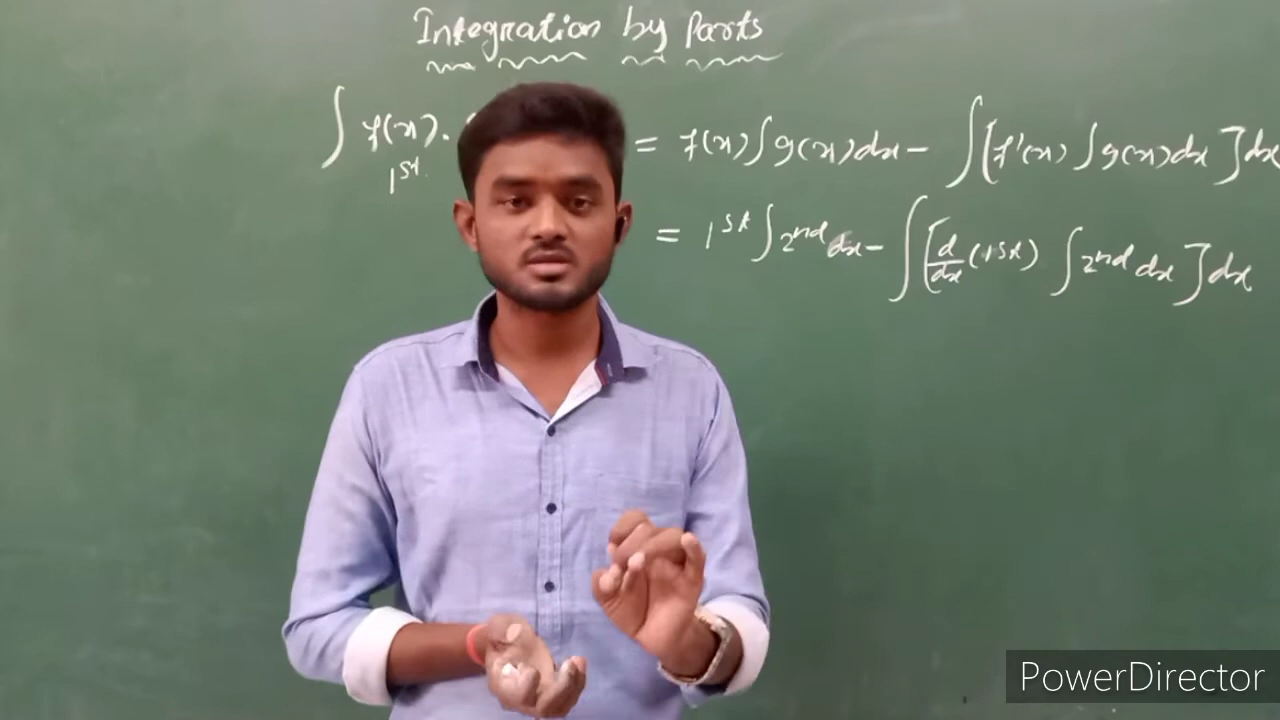 Integration by Parts
∫ f(x). = f(x)∫g(x)dx - ∫[f'(x) ∫g(x)dx]dx
1st
= 1st ∫2nd dx - ∫[d/dx (1st) ∫2nd dx]dx
PowerDirector